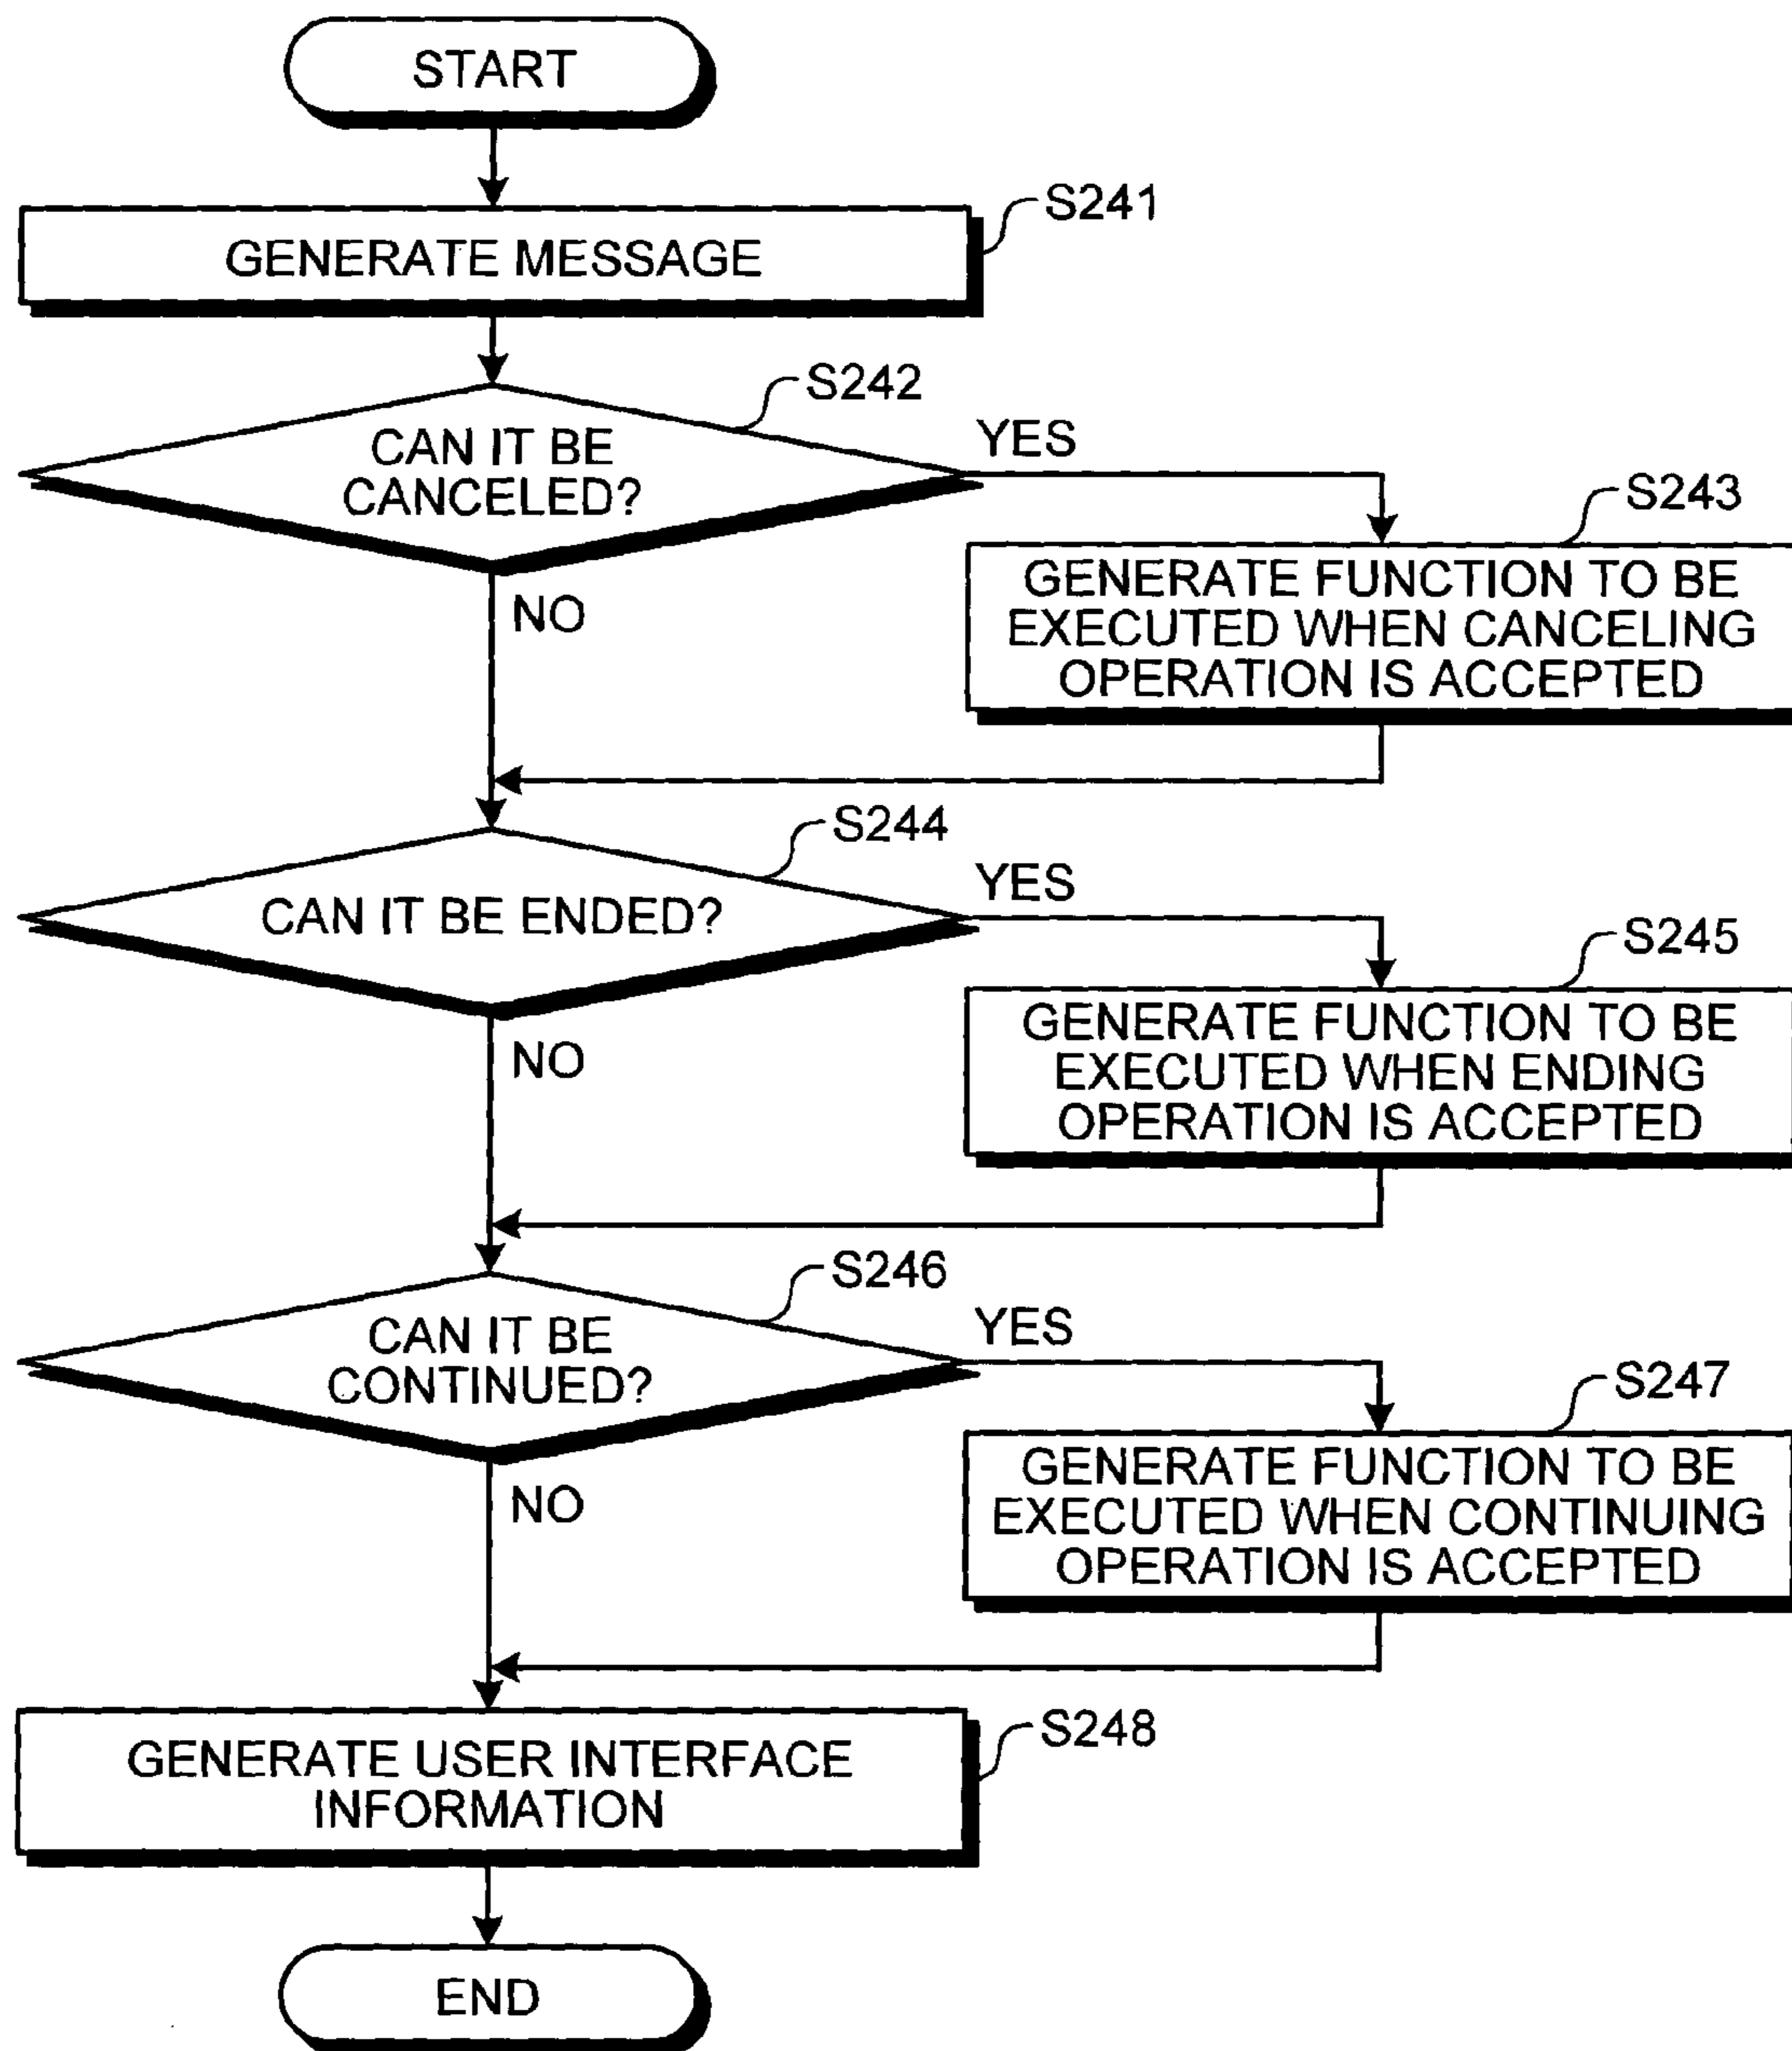 START
S241
GENERATE MESSAGE
S242
CAN IT BE
CANCELED?
YES
NO
S243
GENERATE FUNCTION TO BE
EXECUTED WHEN CANCELING
OPERATION IS ACCEPTED
S244
CAN IT BE ENDED?
YES
NO
S245
GENERATE FUNCTION TO BE
EXECUTED WHEN ENDING
OPERATION IS ACCEPTED
S246
CAN IT BE
CONTINUED?
YES
NO
S247
GENERATE FUNCTION TO BE
EXECUTED WHEN CONTINUING
OPERATION IS ACCEPTED
S248
GENERATE USER INTERFACE
INFORMATION
END